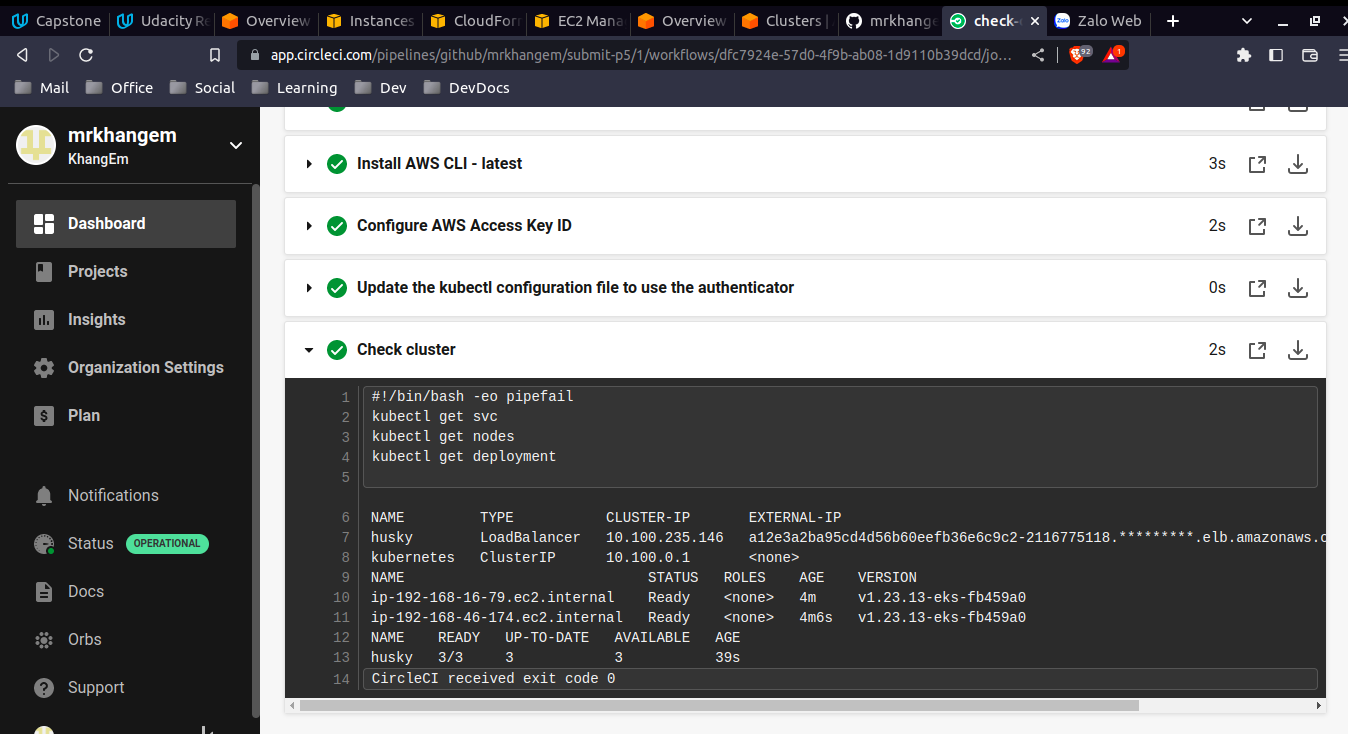 Capstone
Udacity Re
Overview
Instances
CloudForm
EC2 Mana
Overview
Clusters |
mrkhange
check-
Zalo Web
app.circleci.com/pipelines/github/mrkhangem/submit-p5/1/workflows/dfc7924e-57d0-4f9b-ab08-1d9110b39dcd/jo...
92
1
Mail
Office
Social
Learning
Dev
DevDocs
mrkhangem
KhangEm
Dashboard
Projects
Insights
Organization Settings
Plan
Notifications
Status OPERATIONAL
Docs
Orbs
Support
Install AWS CLI - latest 3s
Configure AWS Access Key ID 2s
Update the kubectl configuration file to use the authenticator 0s
Check cluster 2s
1 #!/bin/bash -eo pipefail
2 kubectl get svc
3 kubectl get nodes
4 kubectl get deployment
5
6 NAME TYPE CLUSTER-IP EXTERNAL-IP
7 husky LoadBalancer 10.100.235.146 a12e3a2ba95cd4d56b60eefb36e6c9c2-2116775118.*********.elb.amazonaws.c
8 kubernetes ClusterIP 10.100.0.1 <none>
9 NAME STATUS ROLES AGE VERSION
10 ip-192-168-16-79.ec2.internal Ready <none> 4m v1.23.13-eks-fb459a0
11 ip-192-168-46-174.ec2.internal Ready <none> 4m6s v1.23.13-eks-fb459a0
12 NAME READY UP-TO-DATE AVAILABLE AGE
13 husky 3/3 3 3 39s
14 CircleCI received exit code 0